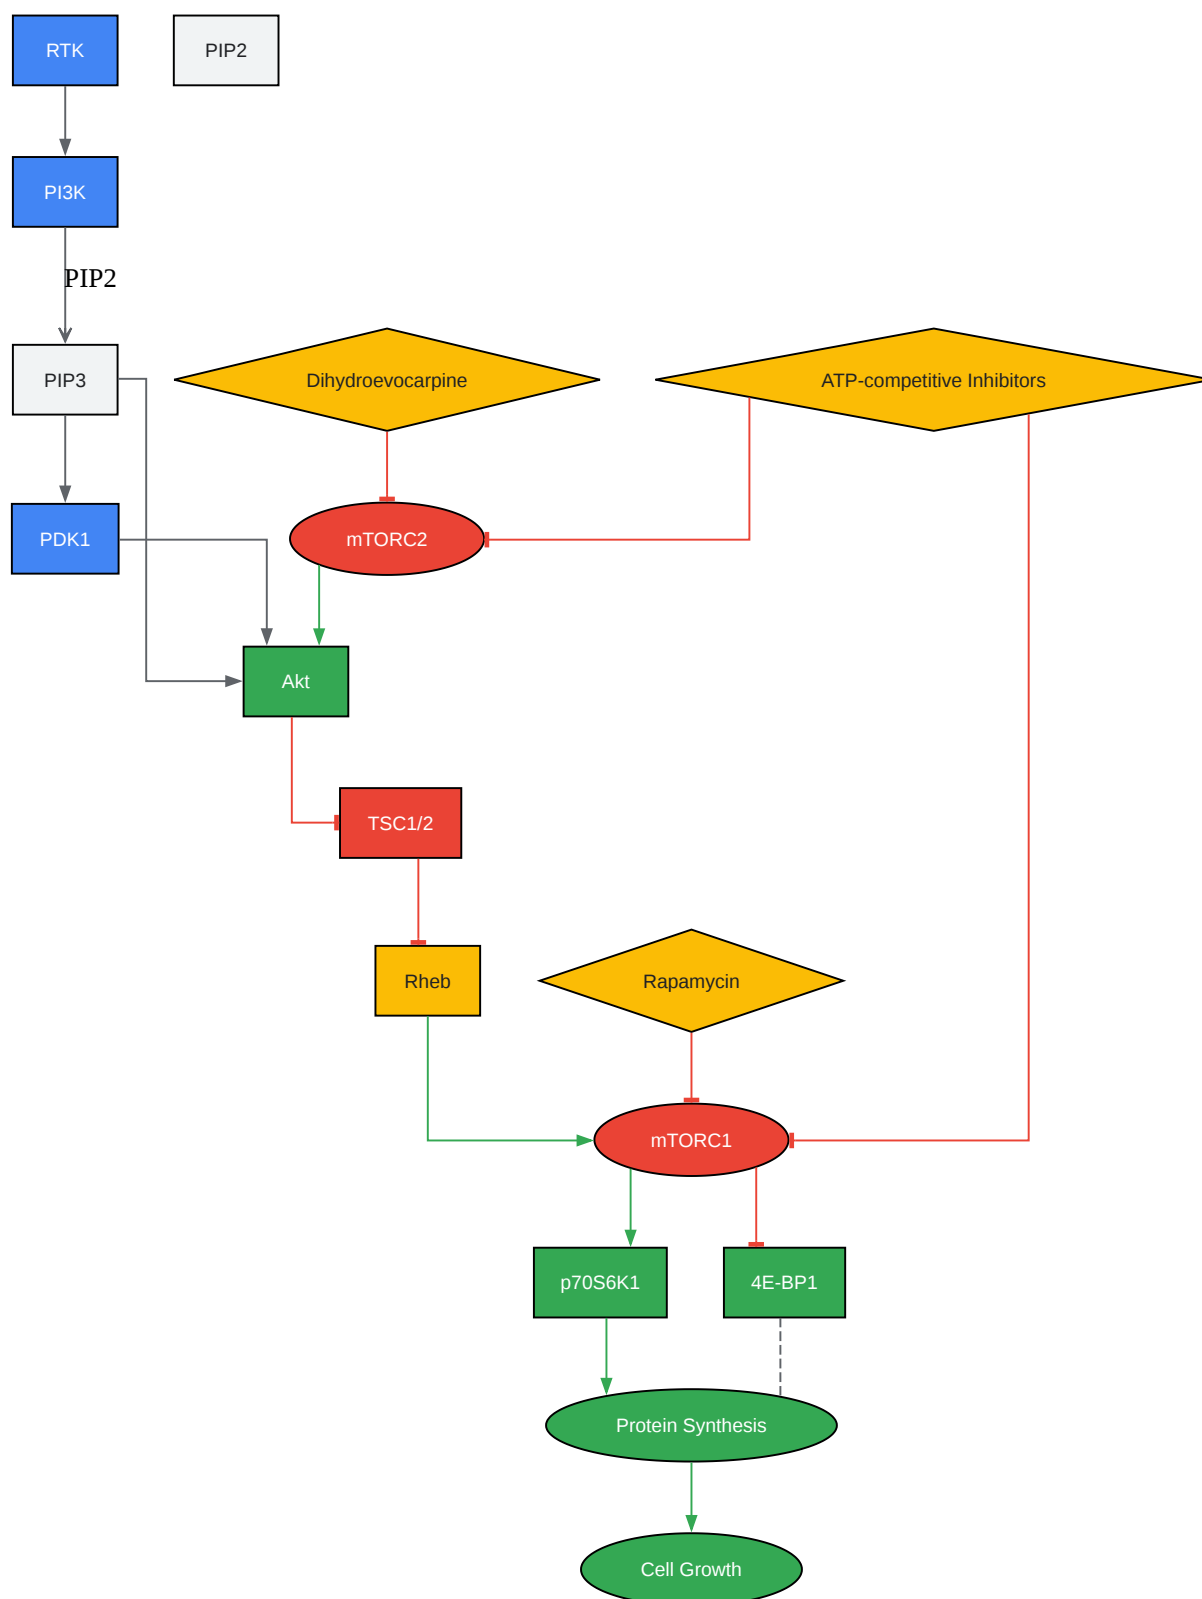 RTK
PIP2
PI3K
PIP2
PIP3
Dihydroevocarpine
ATP-competitive Inhibitors
PDK1
mTORC2
Akt
TSC1/2
Rheb
Rapamycin
mTORC1
p70S6K1
4E-BP1
Protein Synthesis
Cell Growth